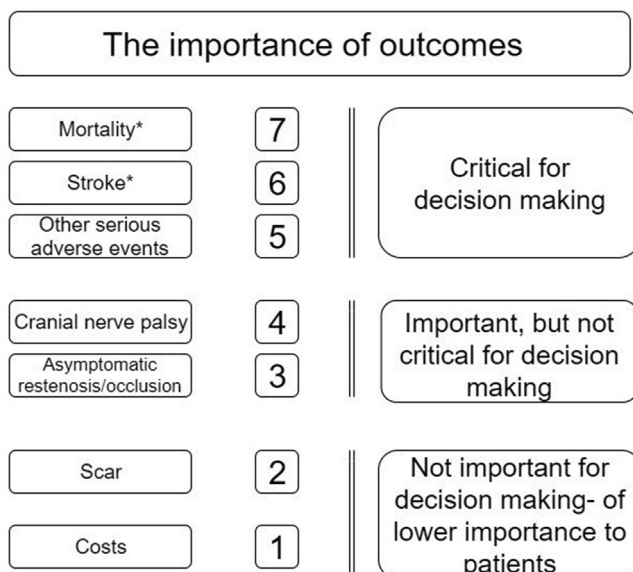 The importance of outcomes
Mortality*
7
Stroke*
6
Other serious
adverse events
5
Critical for
decision making
Cranial nerve palsy
4
Asymptomatic
restenosis/occlusion
3
Important, but not
critical for decision
making
Scar
2
Costs
1
Not important for
decision making- of
lower importance to
patients